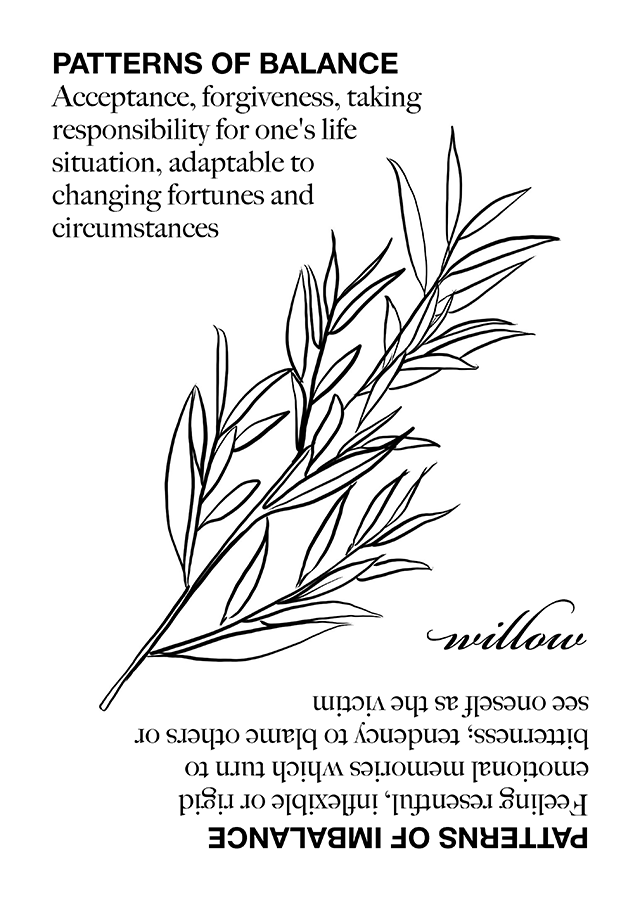 PATTERNS OF BALANCE
Acceptance, forgiveness, taking
responsibility for one's life
situation, adaptable to
changing fortunes and
circumstances
willow
PATTERNS OF IMBALANCE
Feeling resentful, inflexible or rigid
emotional memories which turn to
bitterness; tendency to blame others or
see oneself as the victim